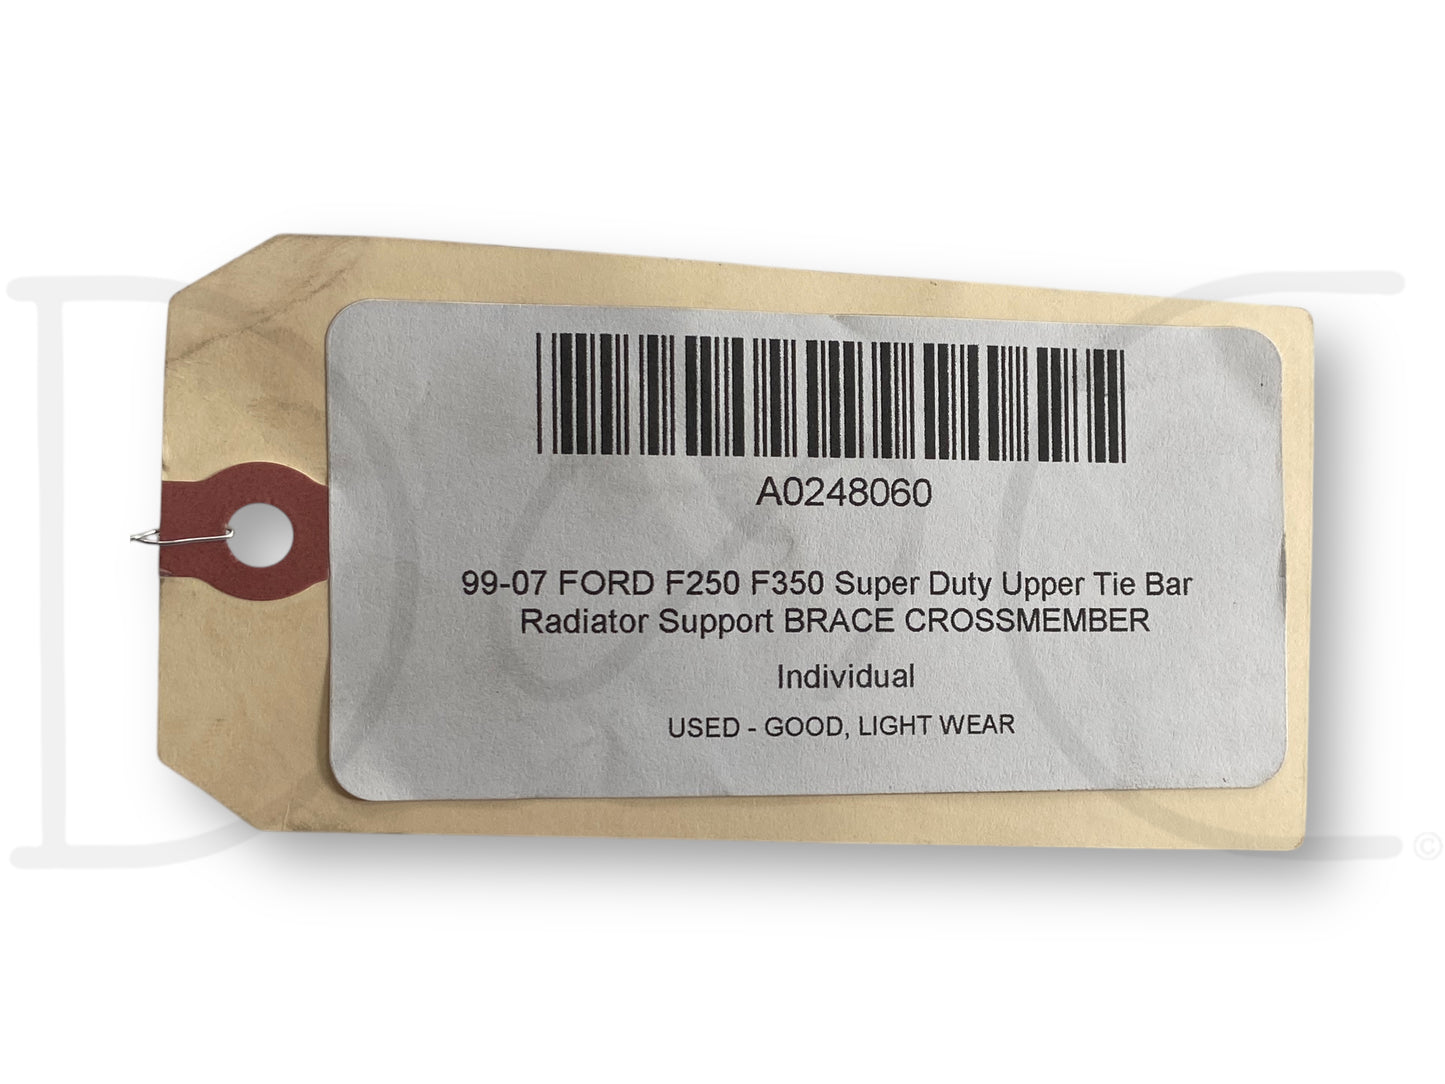 A0248060
99-07 FORD F250 F350 Super Duty Upper Tie Bar
Radiator Support BRACE CROSSMEMBER
Individual
USED - GOOD, LIGHT WEAR
D & C ©